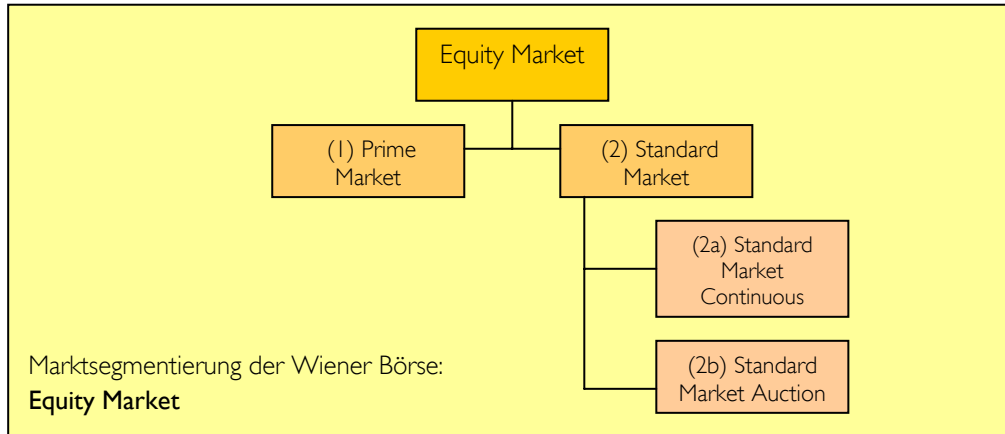 Equity Market
(1) Prime
Market
(2) Standard
Market
(2a) Standard
Market
Continuous
(2b) Standard
Market Auction
Marktsegmentierung der Wiener Börse:
Equity Market